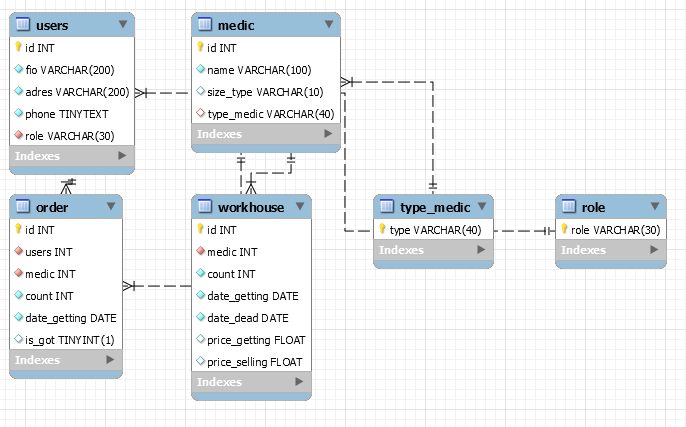 users
id INT
fio VARCHAR(200)
adres VARCHAR(200)
phone TINYTEXT
role VARCHAR(30)
Indexes
medic
id INT
name VARCHAR(100)
size_type VARCHAR(10)
type_medic VARCHAR(40)
Indexes
order
id INT
users INT
medic INT
count INT
date_getting DATE
is_got TINYINT(1)
Indexes
workhouse
id INT
medic INT
count INT
date_getting DATE
date_dead DATE
price_getting FLOAT
price_selling FLOAT
Indexes
type_medic
type VARCHAR(40)
Indexes
role
role VARCHAR(30)
Indexes